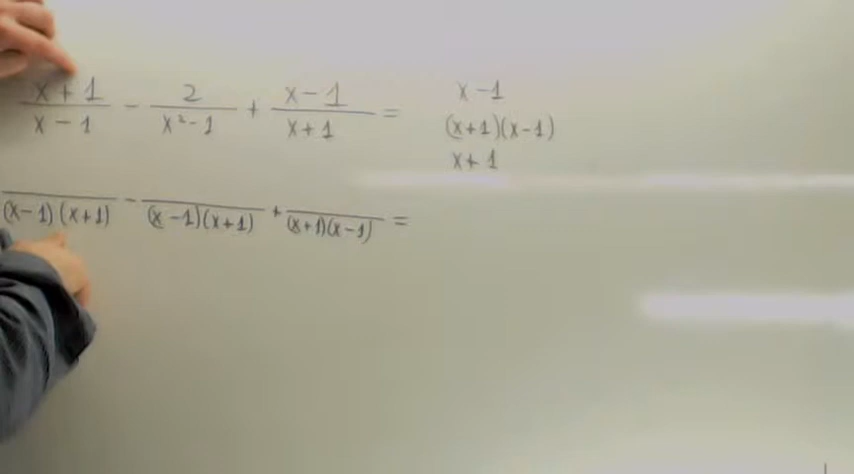 x+1/x-1 - 2/x²-1 + x-1/x+1 =
x-1
(x+1)(x-1)
x+1
/(x-1)(x+1) - /(x-1)(x+1) + /(x+1)(x-1) =